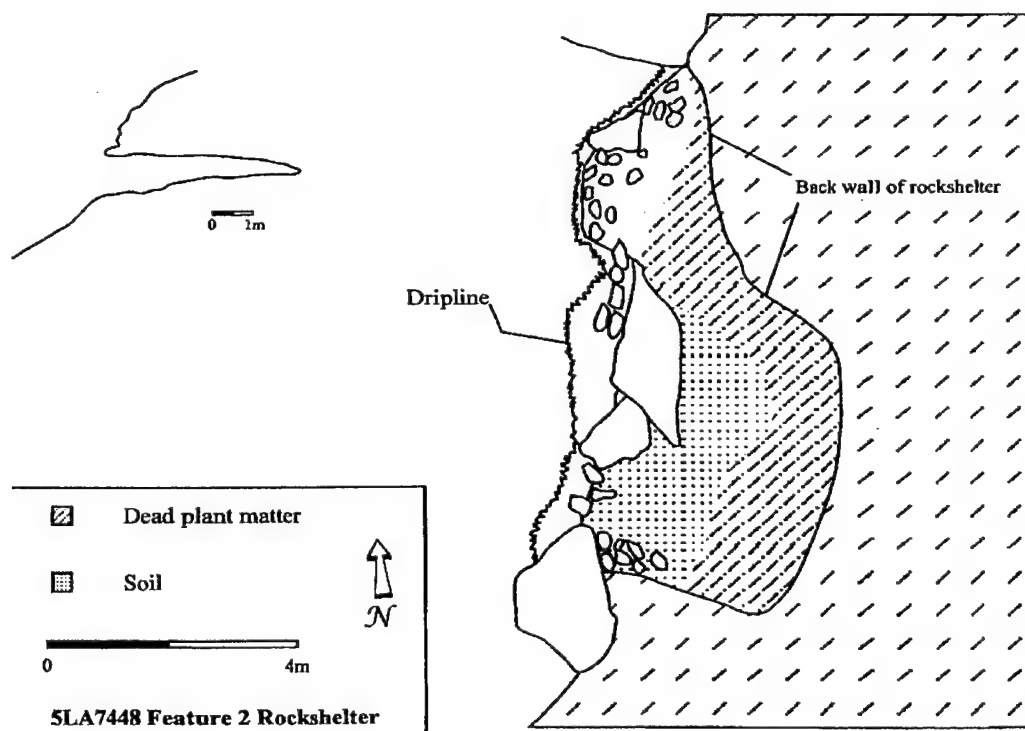 0 2m
Back wall of rockshelter
Dripline
Dead plant matter
Soil
N
0 4m
5LA7448 Feature 2 Rockshelter